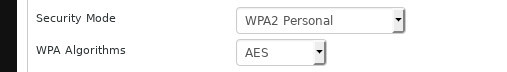 Security Mode WPA2 Personal
WPA Algorithms AES